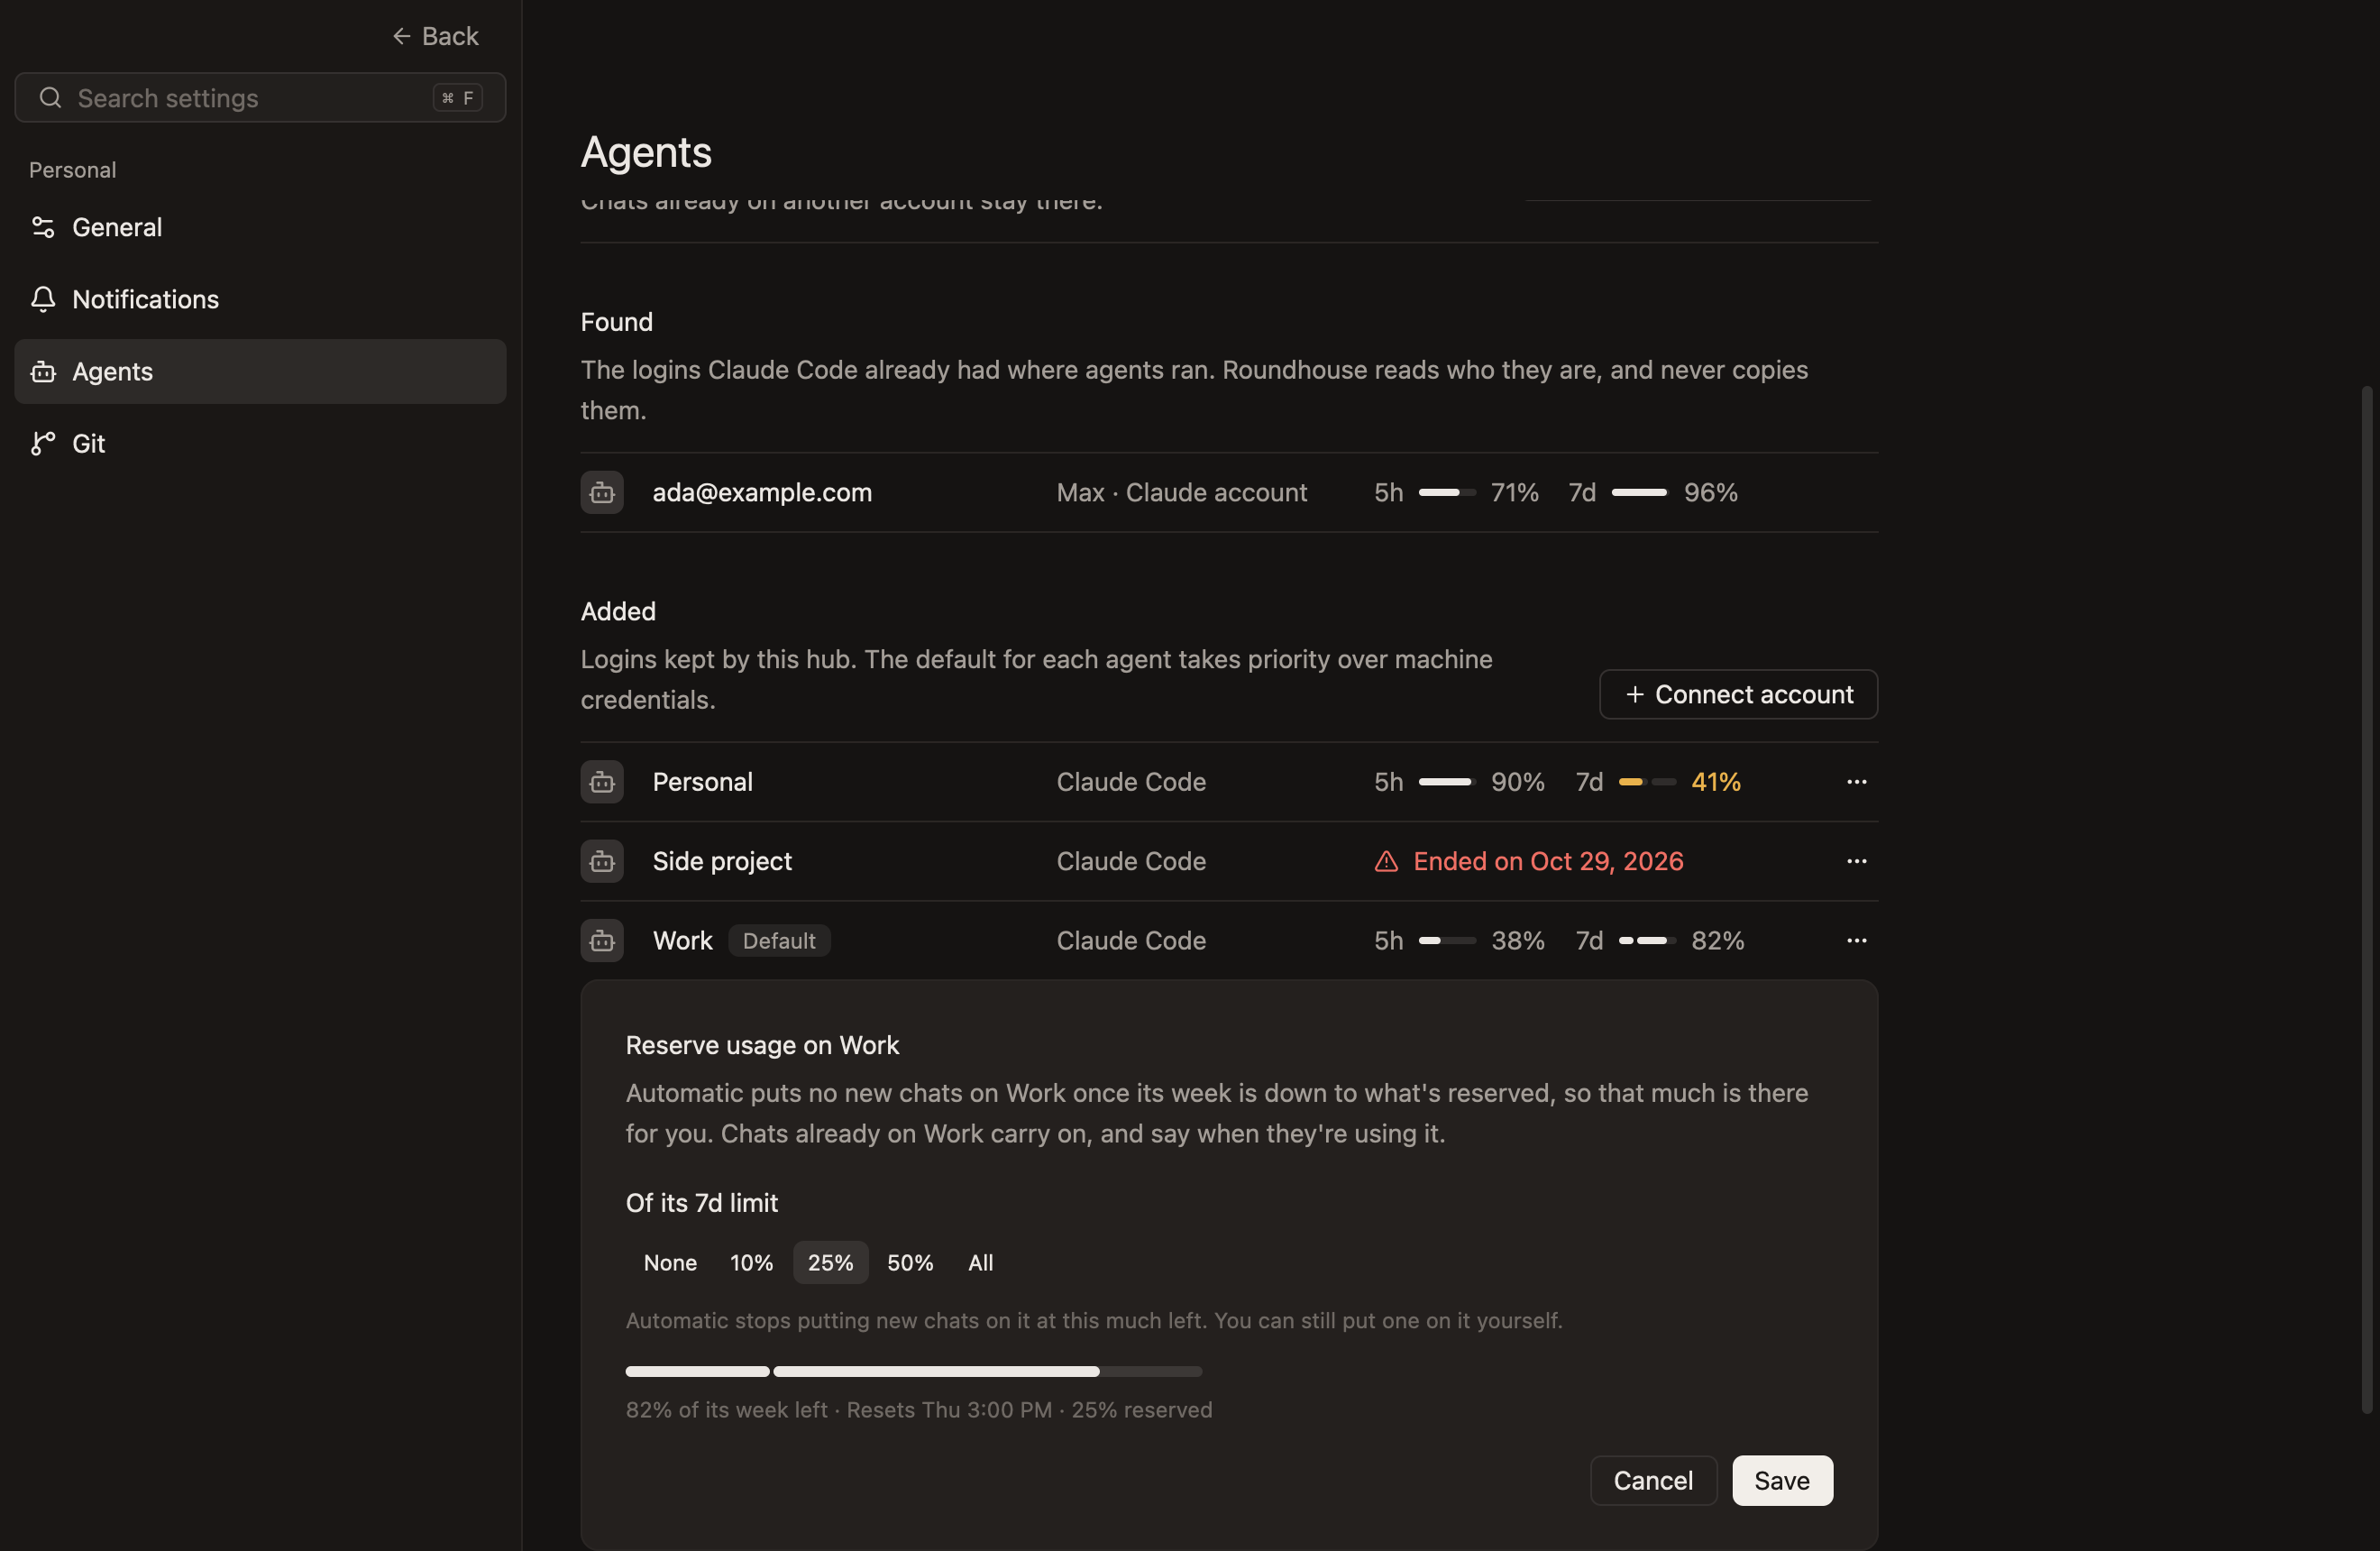 Back
Search settings
⌘ F
Personal
General
Notifications
Agents
Git
Agents
Chats already on another account stay there.
Found
The logins Claude Code already had where agents ran. Roundhouse reads who they are, and never copies
them.
ada@example.com Max · Claude account 5h 71% 7d 96%
Added
Logins kept by this hub. The default for each agent takes priority over machine
credentials.
+ Connect account
Personal Claude Code 5h 90% 7d 41%
Side project Claude Code Ended on Oct 29, 2026
Work Default Claude Code 5h 38% 7d 82%
Reserve usage on Work
Automatic puts no new chats on Work once its week is down to what's reserved, so that much is there
for you. Chats already on Work carry on, and say when they're using it.
Of its 7d limit
None 10% 25% 50% All
Automatic stops putting new chats on it at this much left. You can still put one on it yourself.
82% of its week left · Resets Thu 3:00 PM · 25% reserved
Cancel Save